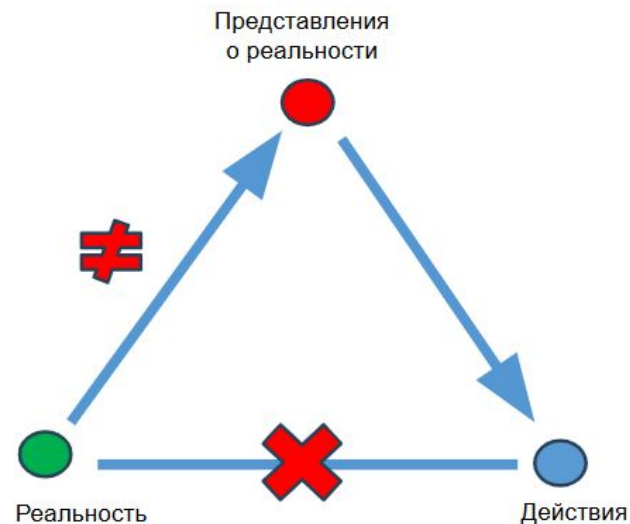 Представления
о реальности
≠
Реальность
Действия